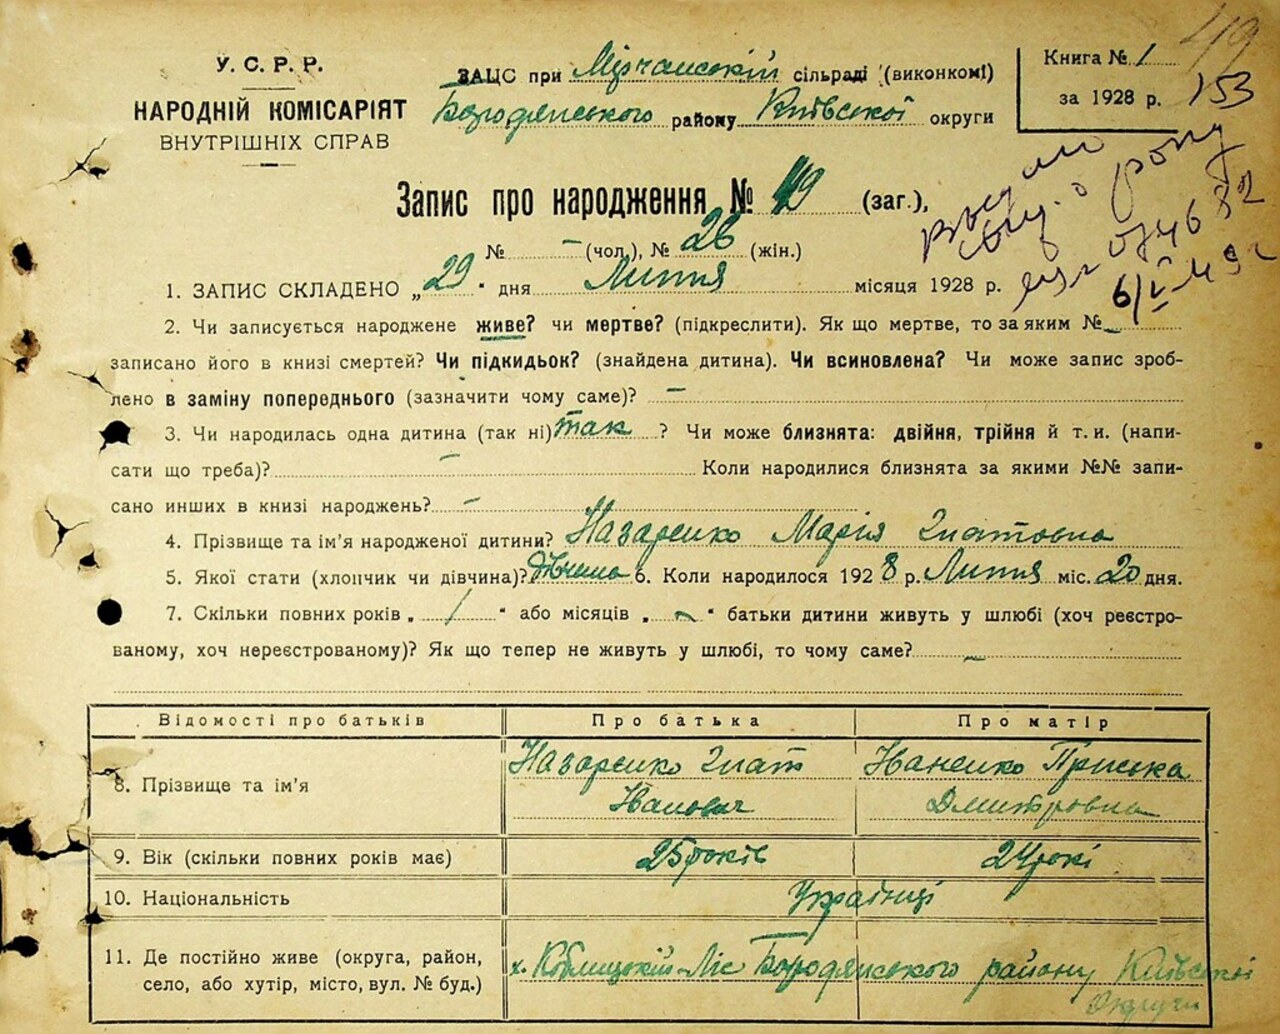 У. С. Р. Р.
НАРОДНІЙ КОМІСАРІЯТ
ВНУТРІШНІХ СПРАВ
ЗАЦС при Мірчанській сільраді (виконкомі)
Бородянського району Київської округи
Книга № 1
за 1928 р.
49
153
Запис про народження № 49 (заг.),
№ – (чол.), № 26 (жін.)
6/V-49 г
1. ЗАПИС СКЛАДЕНО „29" дня Липня місяця 1928 р.
2. Чи записується народжене живе? чи мертве? (підкреслити). Як що мертве, то за яким № –
записано його в книзі смертей? Чи підкидьок? (знайдена дитина). Чи всиновлена? Чи може запис зроб-
лено в заміну попереднього (зазначити чому саме)? –
3. Чи народилась одна дитина (так ні) так ? Чи може близнята: двійня, трійня й т. и. (напи-
сати що треба)? – Коли народилися близнята за якими №№ запи-
сано инших в книзі народжень? –
4. Прізвище та ім'я народженої дитини? Назаренко Марія Гнатовна
5. Якої стати (хлопчик чи дівчина)? Дівчина 6. Коли народилося 1928 р. Липня міс. 20 дня.
7. Скільки повних років „ 1 " або місяців „ – " батьки дитини живуть у шлюбі (хоч реєстро-
ваному, хоч нереєстрованому)? Як що тепер не живуть у шлюбі, то чому саме? –
Відомості про батьків Про батька Про матір
8. Прізвище та ім'я Назаренко Гнат Іванович Іваненко Приська Дмитровна
9. Вік (скільки повних років має) 25 років 24 рокі
10. Національність Українці
11. Де постійно живе (округа, район,
село, або хутір, місто, вул. № буд.)
х. Коблицький-Ліс Бородянського району Київської
Округи